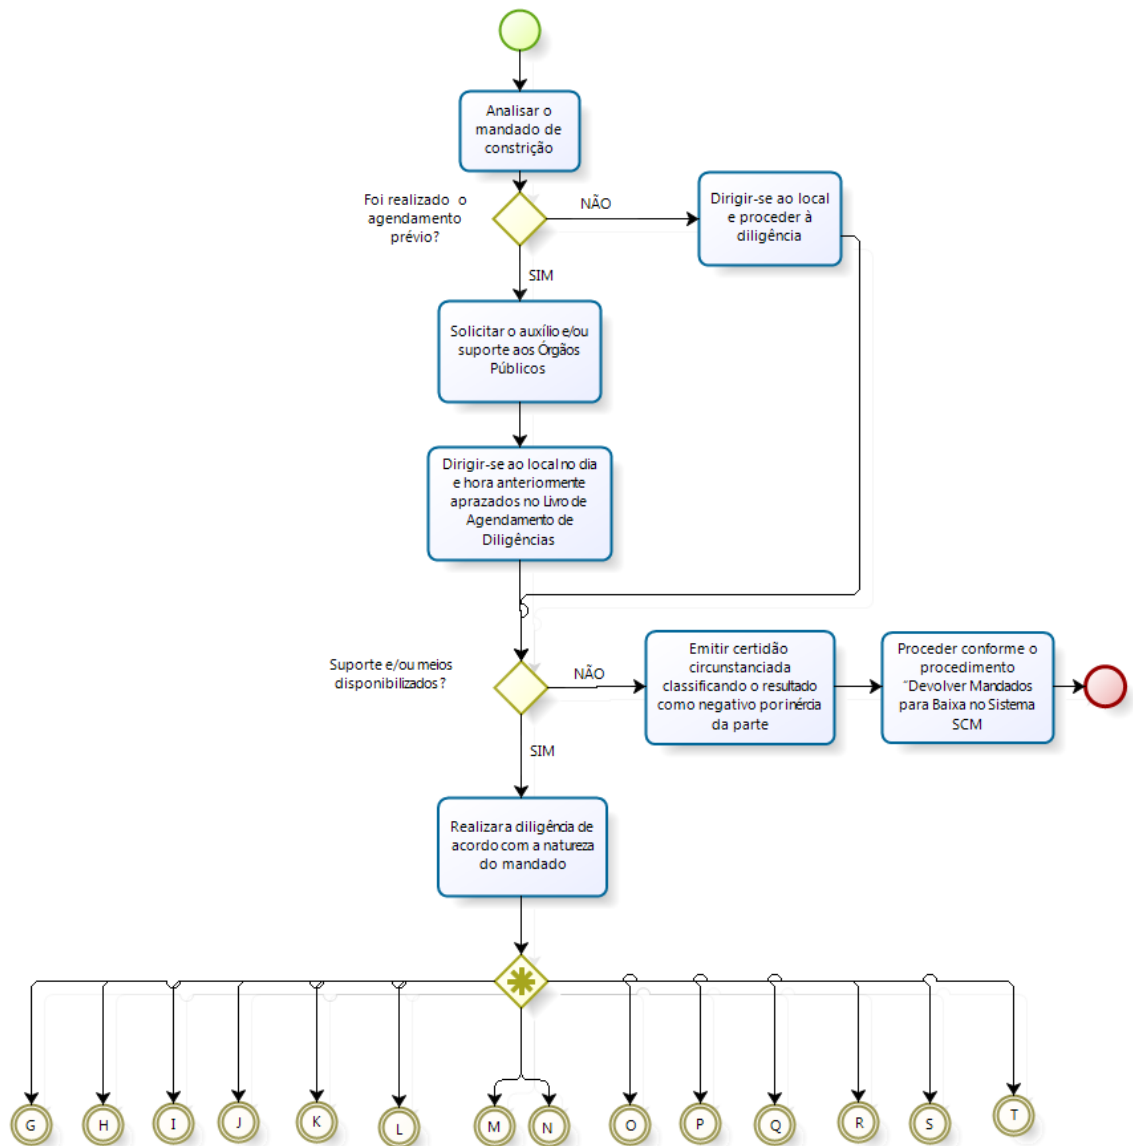 Analisar o
mandado de
constrição
Foi realizado o
agendamento
prévio?
NÃO
Dirigir-se ao local
e proceder à
diligência
SIM
Solicitar o auxílio e/ou
suporte aos Órgãos
Públicos
Dirigir-se ao local no dia
e hora anteriormente
aprazados no Livro de
Agendamento de
Diligências
Suporte e/ou meios
disponibilizados?
NÃO
Emitir certidão
circunstanciada
classificando o resultado
como negativo por inércia
da parte
Proceder conforme o
procedimento
“Devolver Mandados
para Baixa no Sistema
SCM
SIM
Realizar a diligência de
acordo com a natureza
do mandado
G
H
I
J
K
L
M
N
O
P
Q
R
S
T